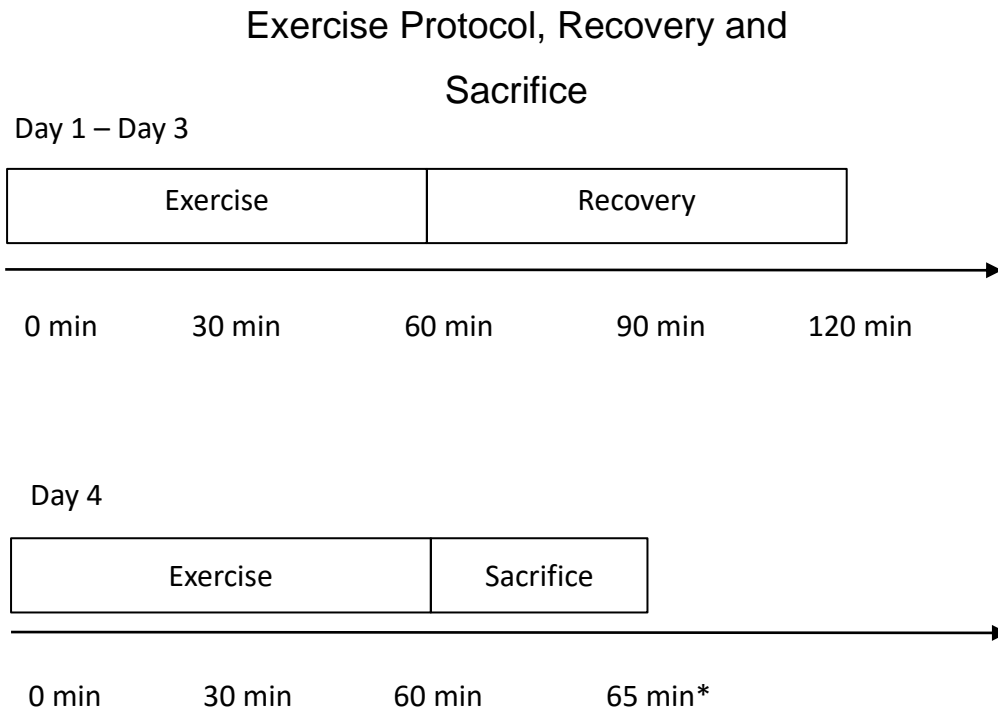 Exercise Protocol, Recovery and
Sacrifice
Day 1 – Day 3
Exercise Recovery
0 min 30 min 60 min 90 min 120 min
Day 4
Exercise Sacrifice
0 min 30 min 60 min 65 min*